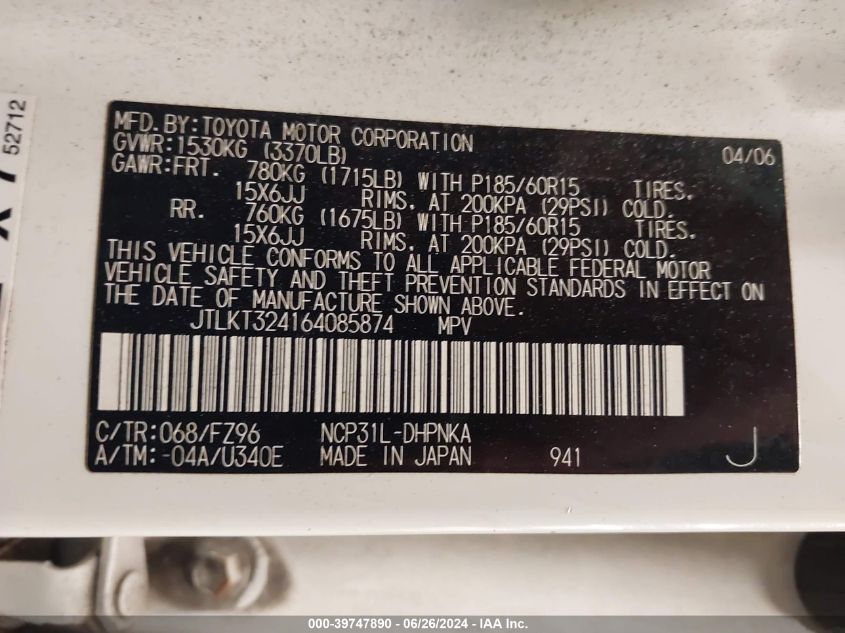 MFD. BY: TOYOTA MOTOR CORPORATION 04/06
GVWR: 1530KG (3370LB)
GAWR: FRT. 780KG (1715LB) WITH P185/60R15 TIRES.
15X6JJ RIMS. AT 200KPA (29PSI) COLD.
RR. 760KG (1675LB) WITH P185/60R15 TIRES.
15X6JJ RIMS. AT 200KPA (29PSI) COLD.
THIS VEHICLE CONFORMS TO ALL APPLICABLE FEDERAL MOTOR
VEHICLE SAFETY AND THEFT PREVENTION STANDARDS IN EFFECT ON
THE DATE OF MANUFACTURE SHOWN ABOVE.
JTLKT324164085874 MPV
C/TR: 068/FZ96 NCP31L-DHPNKA
A/TM: -04A/U340E MADE IN JAPAN 941 J
52712
000-39747890 - 06/26/2024 - IAA Inc.